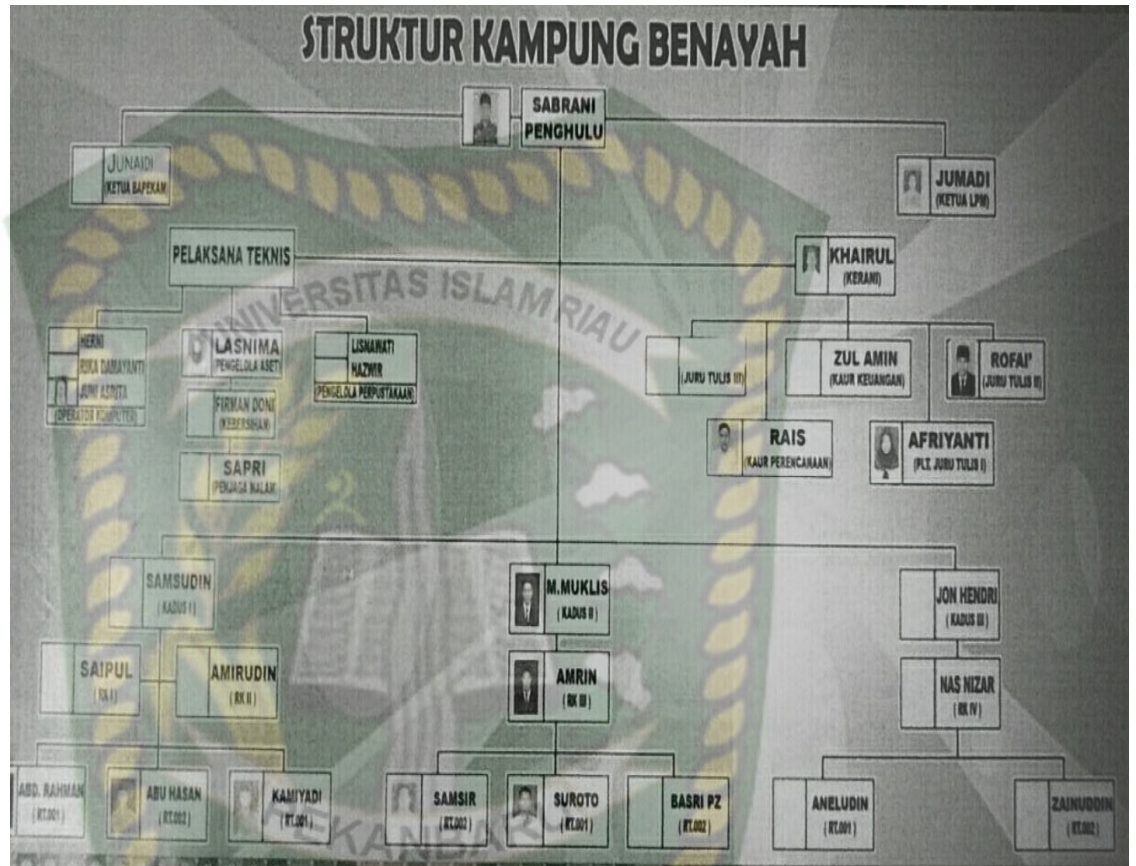 STRUKTUR KAMPUNG BENAYAH
SABRANI
PENGHULU
JUNAIDI
(KETUA BAPEKAM)
JUMADI
(KETUA LPM)
PELAKSANA TEKNIS
KHAIRUL
(KERANI)
UNIVERSITAS ISLAM RIAU
HERNI
RIKA DAMAYANTI
JUNI ASRITA
(OPERATOR KOMPUTER)
LASNIMA
(PENGELOLA ASET)
FIRMAN DONI
(KEBERSIHAN)
SAPRI
(PENJAGA MALAM)
LISNAWATI
HAZWIR
(PENGELOLA PERPUSTAKAAN)
(JURU TULIS III)
ZUL AMIN
(KAUR KEUANGAN)
ROFAI'
(JURU TULIS II)
RAIS
(KAUR PERENCANAAN)
AFRIYANTI
(PLT. JURU TULIS I)
SAMSUDIN
( KADUS I )
M.MUKLIS
( KADUS II )
JON HENDRI
( KADUS III )
SAIPUL
( RK I )
AMIRUDIN
( RK II )
AMRIN
( RK III )
NAS NIZAR
( RK IV )
ABD. RAHMAN
( RT.001 )
ABU HASAN
( RT.002 )
KAMIYADI
( RT.001 )
SAMSIR
( RT.002 )
SUROTO
( RT.001 )
BASRI PZ
( RT.002 )
ANELUDIN
( RT.001 )
ZAINUDDIN
( RT.002 )
PEKANBARU